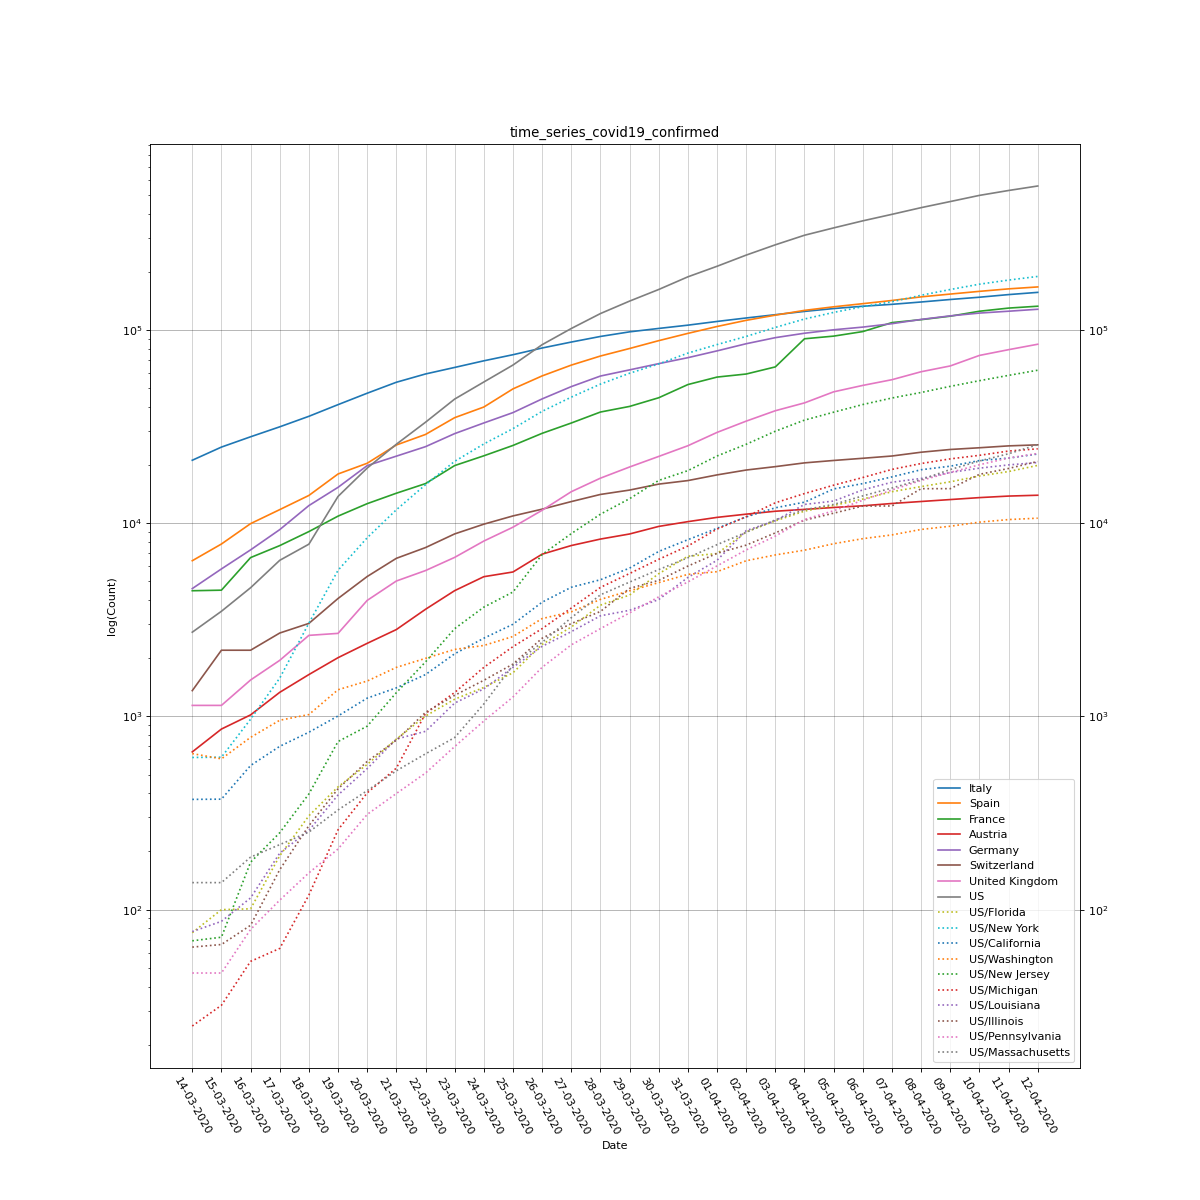 time_series_covid19_confirmed
log(Count)
10^5
10^4
10^3
10^2
10^5
10^4
10^3
10^2
Italy
Spain
France
Austria
Germany
Switzerland
United Kingdom
US
US/Florida
US/New York
US/California
US/Washington
US/New Jersey
US/Michigan
US/Louisiana
US/Illinois
US/Pennsylvania
US/Massachusetts
14-03-2020
15-03-2020
16-03-2020
17-03-2020
18-03-2020
19-03-2020
20-03-2020
21-03-2020
22-03-2020
23-03-2020
24-03-2020
25-03-2020
26-03-2020
27-03-2020
28-03-2020
29-03-2020
30-03-2020
31-03-2020
01-04-2020
02-04-2020
03-04-2020
04-04-2020
05-04-2020
06-04-2020
07-04-2020
08-04-2020
09-04-2020
10-04-2020
11-04-2020
12-04-2020
Date